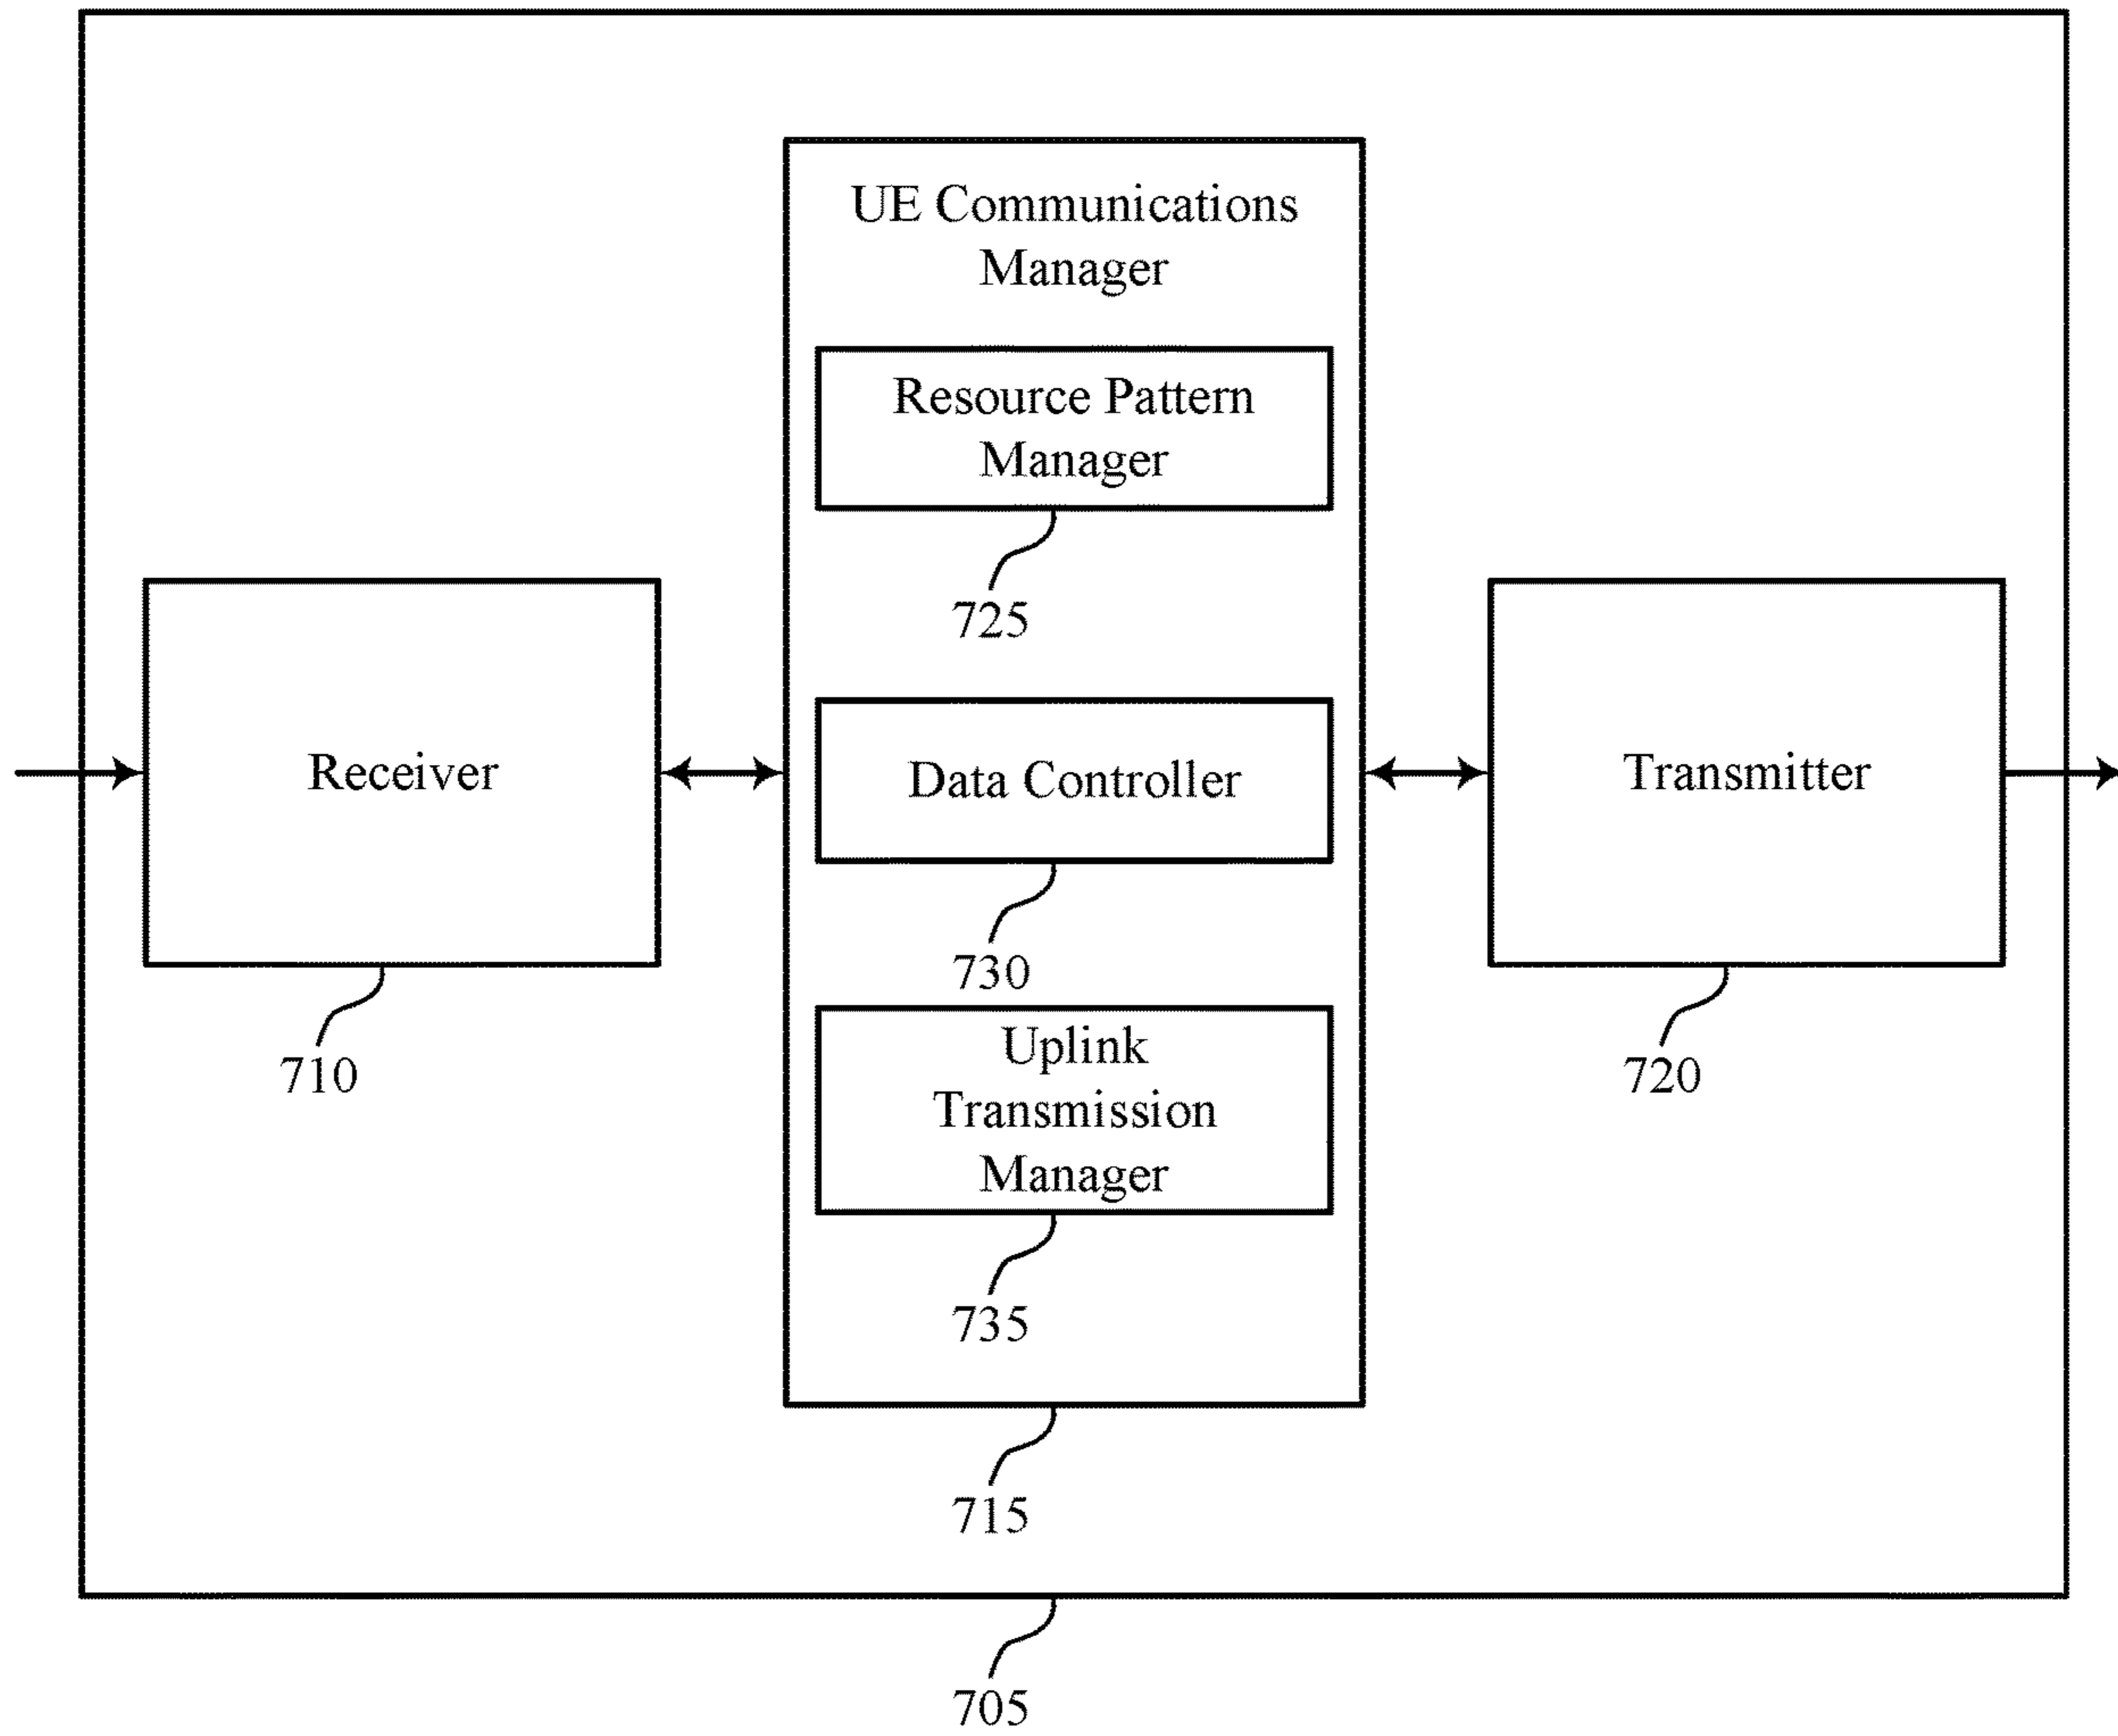 UE Communications
Manager
Resource Pattern
Manager
725
Receiver
Data Controller
Transmitter
730
710
Uplink
Transmission
Manager
720
735
715
705